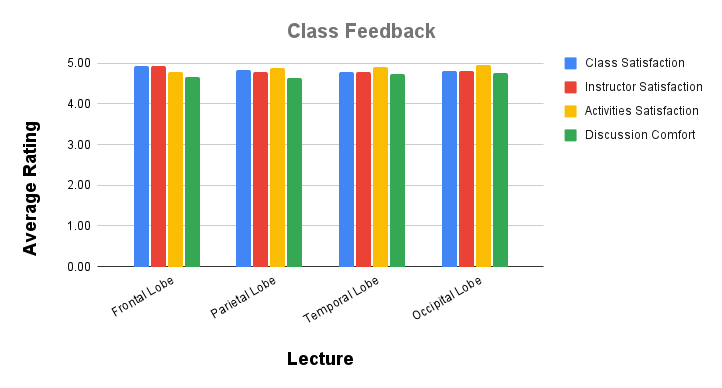 Class Feedback
Class Satisfaction
Instructor Satisfaction
Activities Satisfaction
Discussion Comfort
Average Rating
5.00
4.00
3.00
2.00
1.00
0.00
Frontal Lobe
Parietal Lobe
Temporal Lobe
Occipital Lobe
Lecture